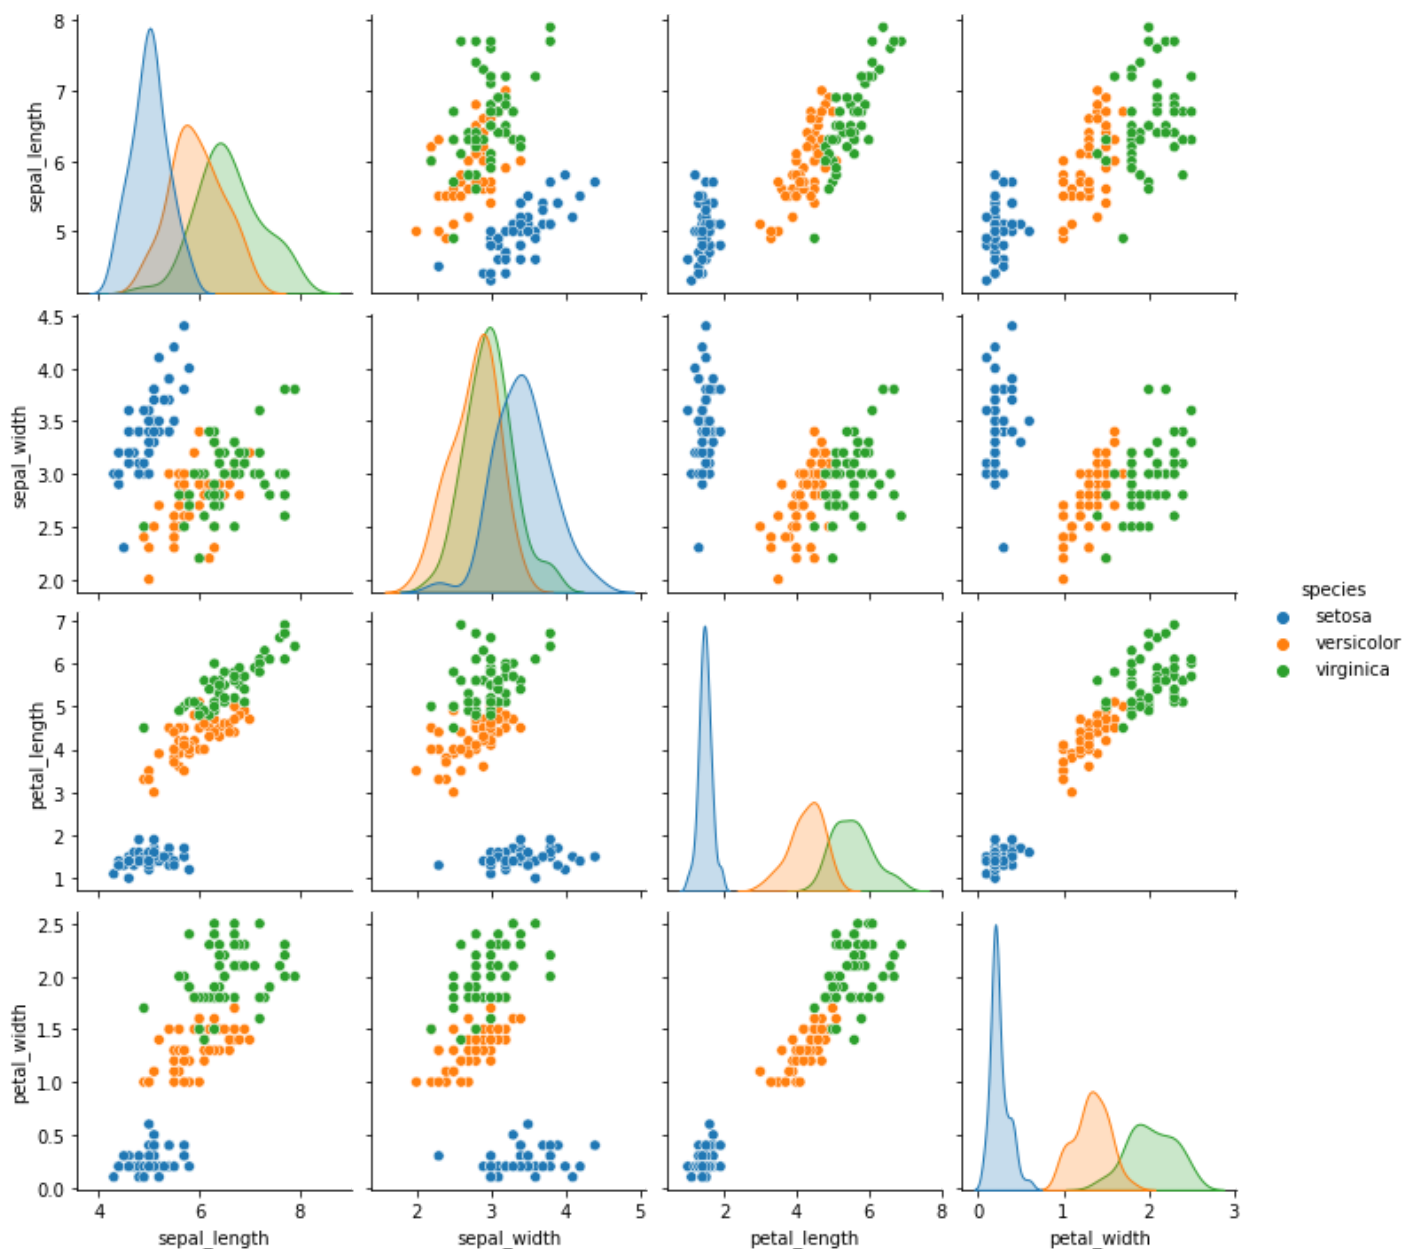 sepal_length
8
7
6
5
sepal_width
4.5
4.0
3.5
3.0
2.5
2.0
species
setosa
versicolor
virginica
petal_length
7
6
5
4
3
2
1
petal_width
2.5
2.0
1.5
1.0
0.5
0.0
4 6 8
2 3 4 5
2 4 6 8
0 1 2 3
sepal_length
sepal_width
petal_length
petal_width